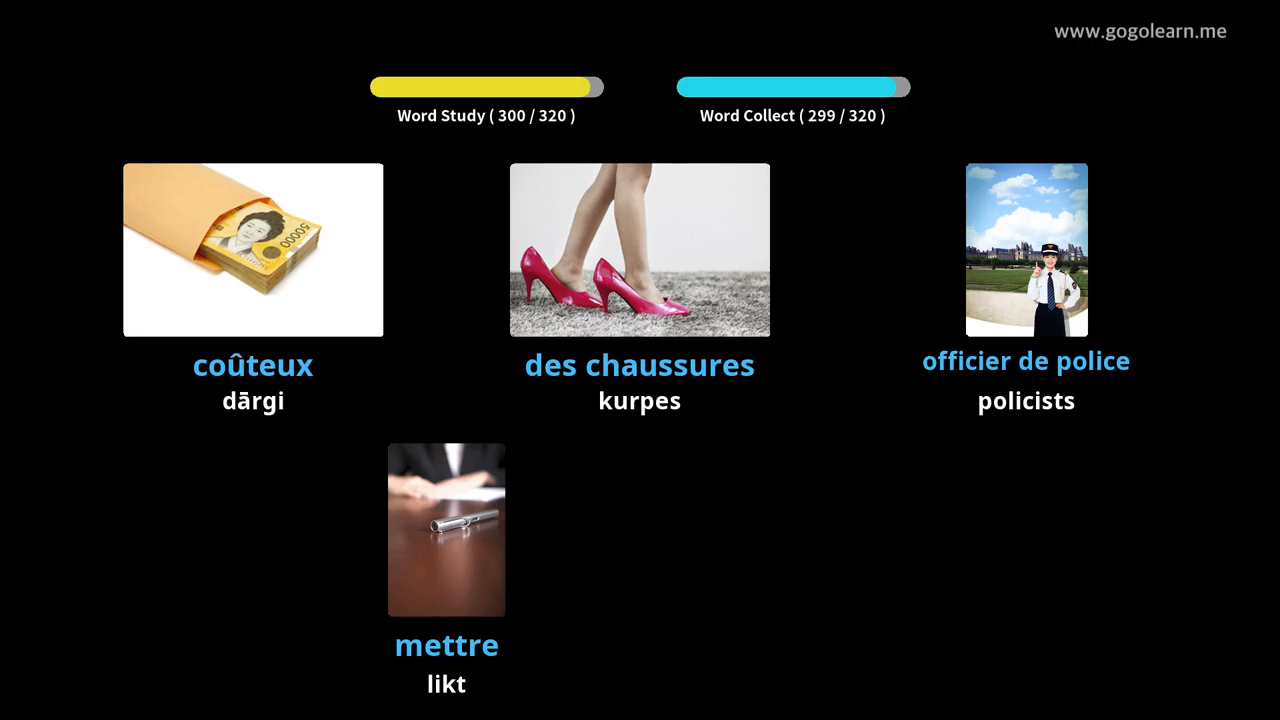 www.gogolearn.me
Word Study ( 300 / 320 )
Word Collect ( 299 / 320 )
50000
coûteux
des chaussures
officier de police
dārgi
kurpes
policists
mettre
likt